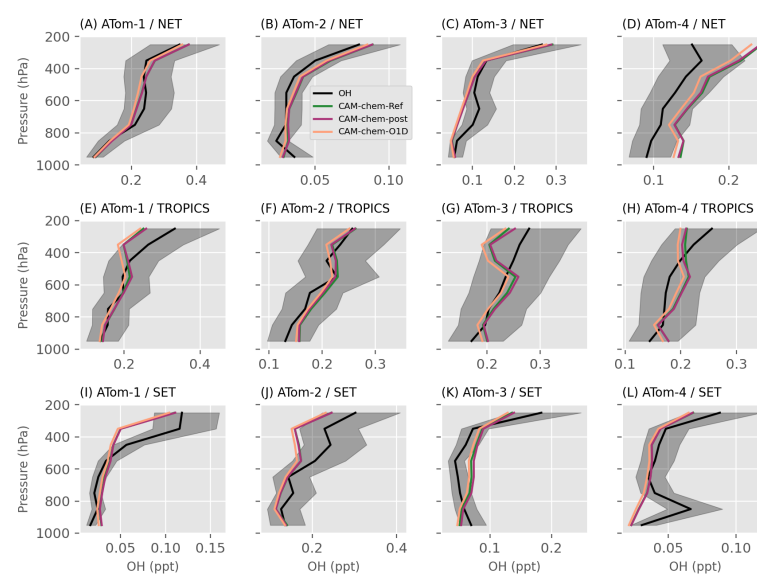 (A) ATom-1 / NET (B) ATom-2 / NET (C) ATom-3 / NET (D) ATom-4 / NET
200
400
600
800
1000
Pressure (hPa)
OH
CAM-chem-Ref
CAM-chem-post
CAM-chem-O1D
0.2 0.4 0.05 0.10 0.1 0.2 0.3 0.1 0.2
(E) ATom-1 / TROPICS (F) ATom-2 / TROPICS (G) ATom-3 / TROPICS (H) ATom-4 / TROPICS
200
400
600
800
1000
Pressure (hPa)
0.2 0.4 0.1 0.2 0.3 0.2 0.3 0.1 0.2 0.3
(I) ATom-1 / SET (J) ATom-2 / SET (K) ATom-3 / SET (L) ATom-4 / SET
200
400
600
800
1000
Pressure (hPa)
0.05 0.10 0.15 0.2 0.4 0.1 0.2 0.05 0.10
OH (ppt) OH (ppt) OH (ppt) OH (ppt)